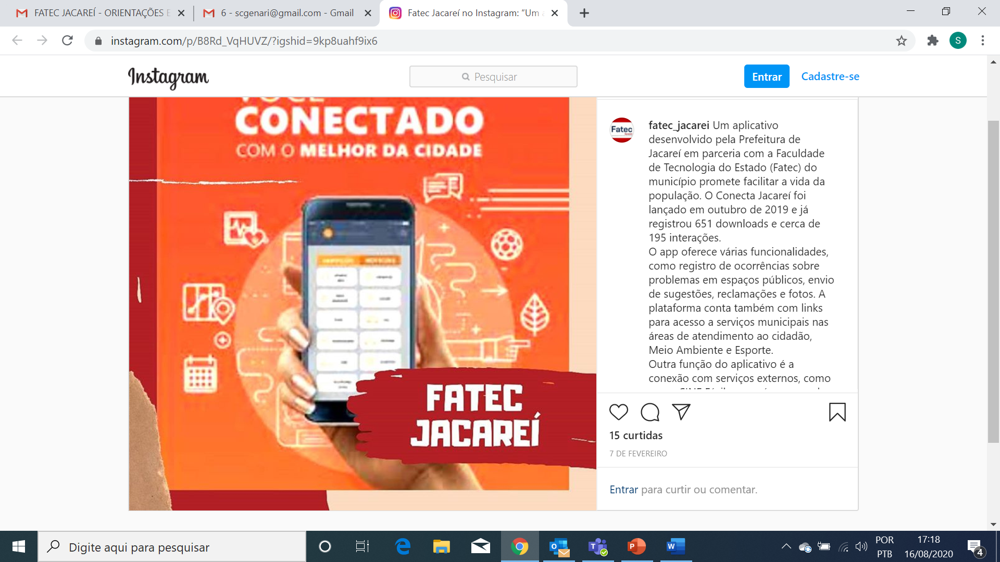 FATEC JACAREÍ - ORIENTAÇÕES E
6 - scgenari@gmail.com - Gmail
Fatec Jacareí no Instagram: “Um a
instagram.com/p/B8Rd_VqHUVZ/?igshid=9kp8uahf9ix6
S
Instagram
Pesquisar
Entrar
Cadastre-se
VOCÊ
CONECTADO
COM O MELHOR DA CIDADE
FATEC
JACAREÍ
Fatec
Jacareí
fatec_jacarei Um aplicativo
desenvolvido pela Prefeitura de
Jacareí em parceria com a Faculdade
de Tecnologia do Estado (Fatec) do
município promete facilitar a vida da
população. O Conecta Jacareí foi
lançado em outubro de 2019 e já
registrou 651 downloads e cerca de
195 interações.
O app oferece várias funcionalidades,
como registro de ocorrências sobre
problemas em espaços públicos, envio
de sugestões, reclamações e fotos. A
plataforma conta também com links
para acesso a serviços municipais nas
áreas de atendimento ao cidadão,
Meio Ambiente e Esporte.
Outra função do aplicativo é a
conexão com serviços externos, como
15 curtidas
7 DE FEVEREIRO
Entrar para curtir ou comentar.
Digite aqui para pesquisar
POR
PTB
17:18
16/08/2020
4